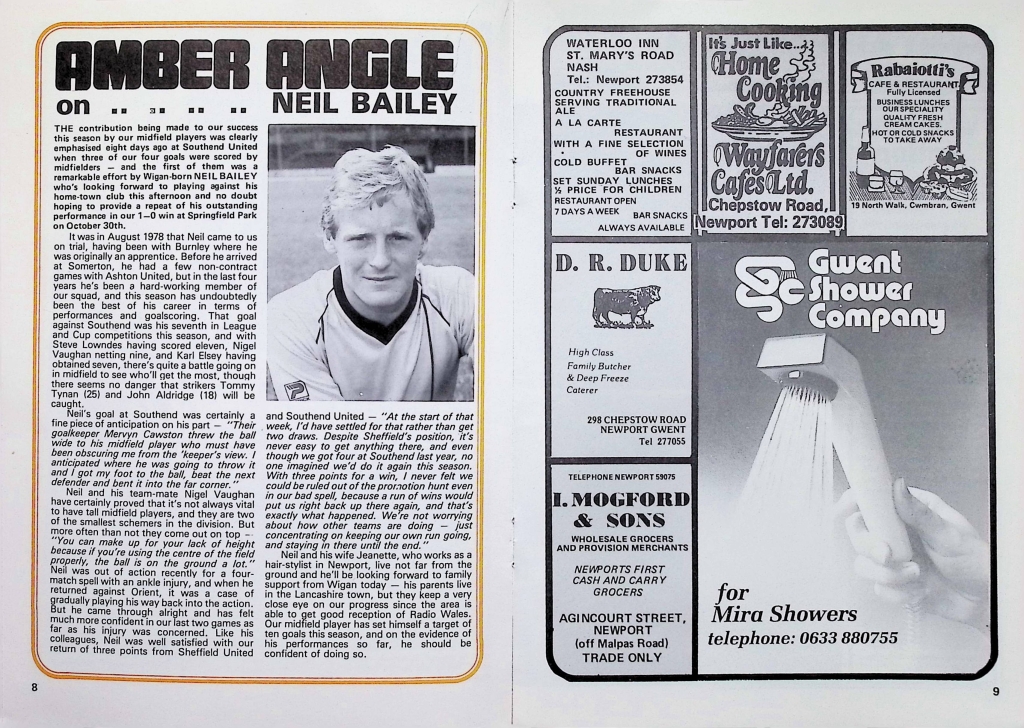 AMBER ANGLE
on .. .. .. .. NEIL BAILEY
THE contribution being made to our success
this season by our midfield players was clearly
emphasised eight days ago at Southend United
when three of our four goals were scored by
midfielders — and the first of them was a
remarkable effort by Wigan-born NEIL BAILEY
who's looking forward to playing against his
home-town club this afternoon and no doubt
hoping to provide a repeat of his outstanding
performance in our 1—0 win at Springfield Park
on October 30th.
It was in August 1978 that Neil came to us
on trial, having been with Burnley where he
was originally an apprentice. Before he arrived
at Somerton, he had a few non-contract
games with Ashton United, but in the last four
years he's been a hard-working member of
our squad, and this season has undoubtedly
been the best of his career in terms of
performances and goalscoring. That goal
against Southend was his seventh in League
and Cup competitions this season, and with
Steve Lowndes having scored eleven, Nigel
Vaughan netting nine, and Karl Elsey having
obtained seven, there's quite a battle going on
in midfield to see who'll get the most, though
there seems no danger that strikers Tommy
Tynan (25) and John Aldridge (18) will be
caught.
Neil's goal at Southend was certainly a
fine piece of anticipation on his part — "Their
goalkeeper Mervyn Cawston threw the ball
wide to his midfield player who must have
been obscuring me from the 'keeper's view. I
anticipated where he was going to throw it
and I got my foot to the ball, beat the next
defender and bent it into the far corner."
Neil and his team-mate Nigel Vaughan
have certainly proved that it's not always vital
to have tall midfield players, and they are two
of the smallest schemers in the division. But
more often than not they come out on top —
"You can make up for your lack of height
because if you're using the centre of the field
properly, the ball is on the ground a lot."
Neil was out of action recently for a four-
match spell with an ankle injury, and when he
returned against Orient, it was a case of
gradually playing his way back into the action.
But he came through alright and has felt
much more confident in our last two games as
far as his injury was concerned. Like his
colleagues, Neil was well satisfied with our
return of three points from Sheffield United
and Southend United — "At the start of that
week, I'd have settled for that rather than get
two draws. Despite Sheffield's position, it's
never easy to get anything there, and even
though we got four at Southend last year, no
one imagined we'd do it again this season.
With three points for a win, I never felt we
could be ruled out of the promotion hunt even
in our bad spell, because a run of wins would
put us right back up there again, and that's
exactly what happened. We're not worrying
about how other teams are doing — just
concentrating on keeping our own run going,
and staying in there until the end."
Neil and his wife Jeanette, who works as a
hair-stylist in Newport, live not far from the
ground and he'll be looking forward to family
support from Wigan today — his parents live
in the Lancashire town, but they keep a very
close eye on our progress since the area is
able to get good reception of Radio Wales.
Our midfield player has set himself a target of
ten goals this season, and on the evidence of
his performances so far, he should be
confident of doing so.
8
WATERLOO INN
ST. MARY'S ROAD
NASH
Tel.: Newport 273854
COUNTRY FREEHOUSE
SERVING TRADITIONAL
ALE
A LA CARTE
RESTAURANT
WITH A FINE SELECTION
OF WINES
COLD BUFFET
BAR SNACKS
SET SUNDAY LUNCHES
½ PRICE FOR CHILDREN
RESTAURANT OPEN
7 DAYS A WEEK
BAR SNACKS
ALWAYS AVAILABLE
It's Just Like...
Home
Cooking
Wayfarers
Cafes Ltd.
Chepstow Road,
Newport Tel: 273089
Rabaiotti's
CAFE & RESTAURANT
Fully Licensed
BUSINESS LUNCHES
OUR SPECIALITY
QUALITY FRESH
CREAM CAKES.
HOT OR COLD SNACKS
TO TAKE AWAY
19 North Walk, Cwmbran, Gwent
D. R. DUKE
High Class
Family Butcher
& Deep Freeze
Caterer
298 CHEPSTOW ROAD
NEWPORT GWENT
Tel 277055
TELEPHONE NEWPORT 59075
I. MOGFORD
& SONS
WHOLESALE GROCERS
AND PROVISION MERCHANTS
NEWPORTS FIRST
CASH AND CARRY
GROCERS
AGINCOURT STREET,
NEWPORT
(off Malpas Road)
TRADE ONLY
Gwent
Shower
Company
for
Mira Showers
telephone: 0633 880755
9